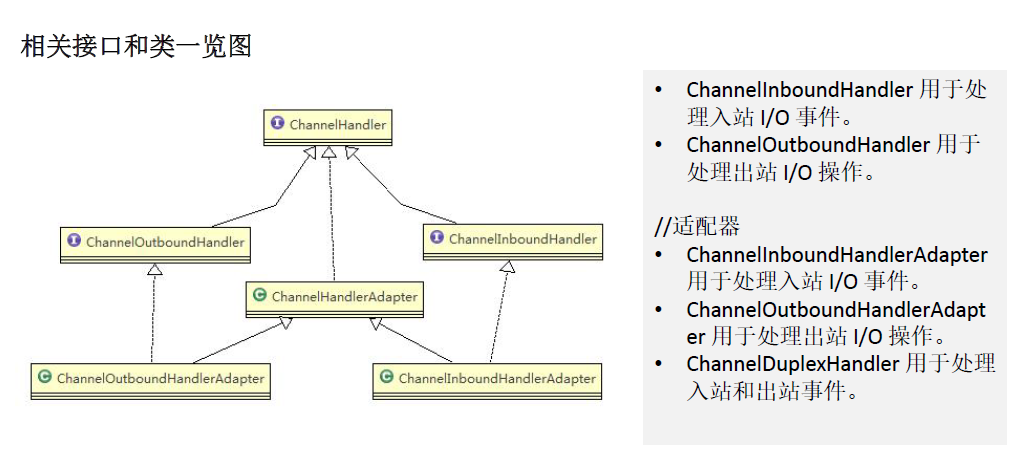 相关接口和类一览图
I ChannelHandler
I ChannelOutboundHandler
I ChannelInboundHandler
C ChannelHandlerAdapter
C ChannelOutboundHandlerAdapter
C ChannelInboundHandlerAdapter
• ChannelInboundHandler 用于处
理入站 I/O 事件。
• ChannelOutboundHandler 用于
处理出站 I/O 操作。
//适配器
• ChannelInboundHandlerAdapter
用于处理入站 I/O 事件。
• ChannelOutboundHandlerAdapt
er 用于处理出站 I/O 操作。
• ChannelDuplexHandler 用于处理
入站和出站事件。